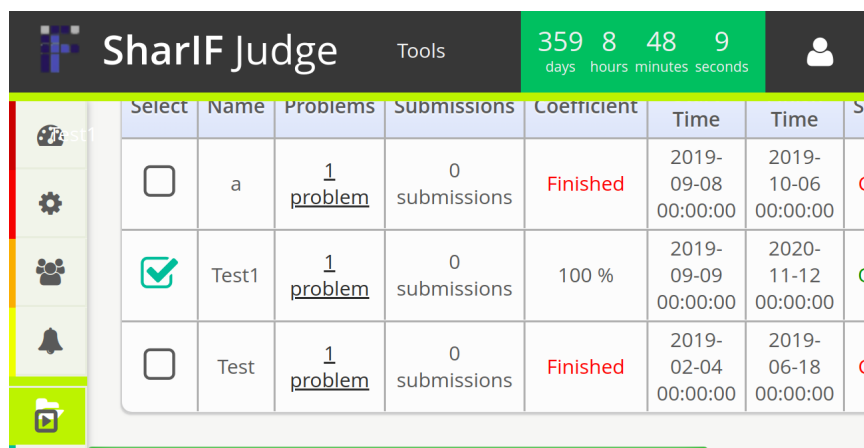 SharIF Judge
Tools
359 8 48 9
days hours minutes seconds
Test1
Select Name Problems Submissions Coefficient
Time Time
a
1 problem
0 submissions
Finished
2019-09-08 00:00:00
2019-10-06 00:00:00
Test1
1 problem
0 submissions
100 %
2019-09-09 00:00:00
2020-11-12 00:00:00
Test
1 problem
0 submissions
Finished
2019-02-04 00:00:00
2019-06-18 00:00:00